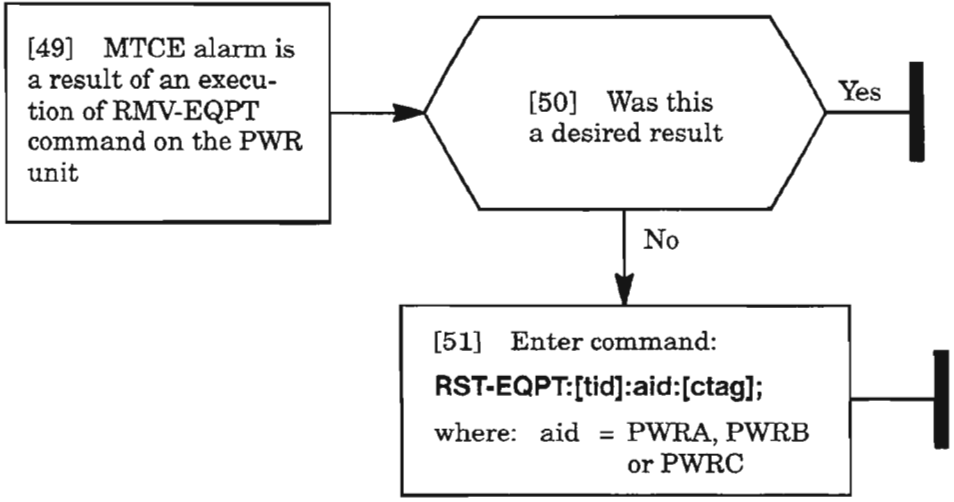 [49] MTCE alarm is
a result of an execu-
tion of RMV-EQPT
command on the PWR
unit
[50] Was this
a desired result
Yes
No
[51] Enter command:
RST-EQPT:[tid]:aid:[ctag];
where: aid = PWRA, PWRB
or PWRC